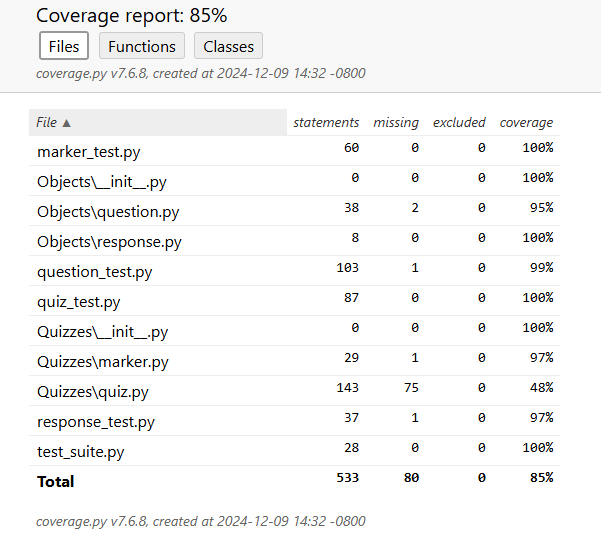 Coverage report: 85%
Files Functions Classes
coverage.py v7.6.8, created at 2024-12-09 14:32 -0800
File ▲ statements missing excluded coverage
marker_test.py 60 0 0 100%
Objects\__init__.py 0 0 0 100%
Objects\question.py 38 2 0 95%
Objects\response.py 8 0 0 100%
question_test.py 103 1 0 99%
quiz_test.py 87 0 0 100%
Quizzes\__init__.py 0 0 0 100%
Quizzes\marker.py 29 1 0 97%
Quizzes\quiz.py 143 75 0 48%
response_test.py 37 1 0 97%
test_suite.py 28 0 0 100%
Total 533 80 0 85%
coverage.py v7.6.8, created at 2024-12-09 14:32 -0800